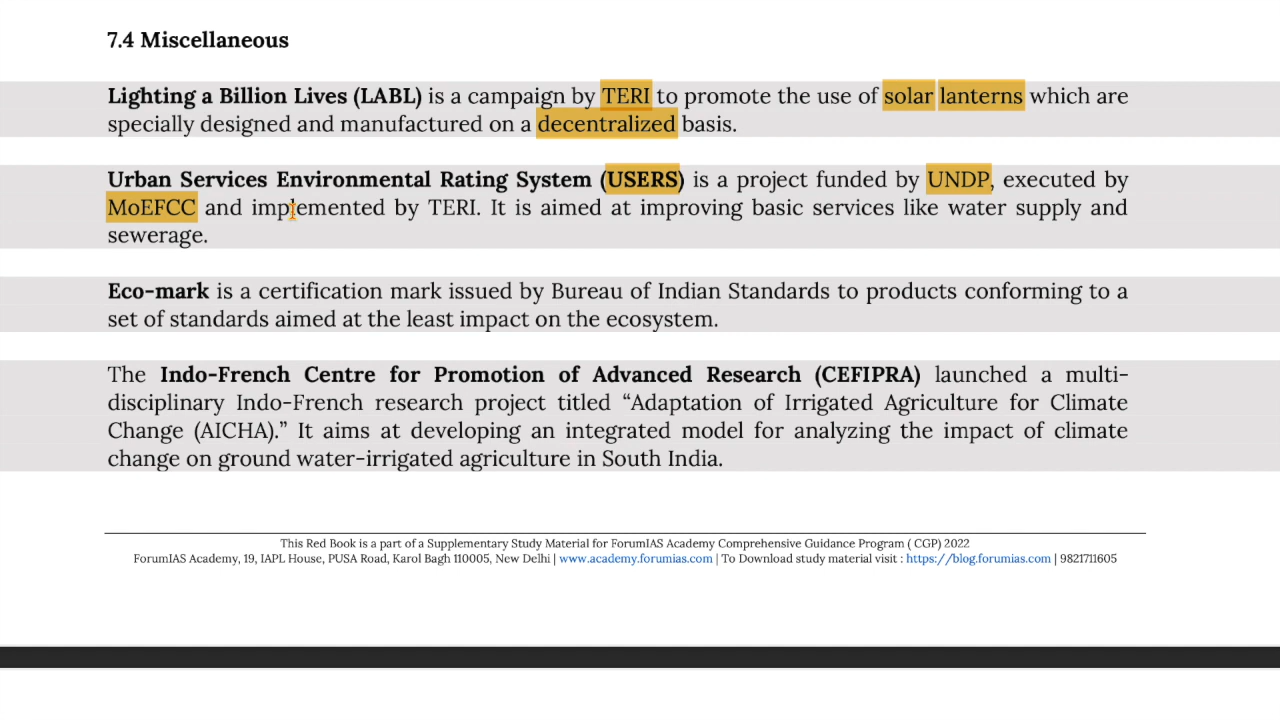 7.4 Miscellaneous
Lighting a Billion Lives (LABL) is a campaign by TERI to promote the use of solar lanterns which are
specially designed and manufactured on a decentralized basis.
Urban Services Environmental Rating System (USERS) is a project funded by UNDP, executed by
MoEFCC and implemented by TERI. It is aimed at improving basic services like water supply and
sewerage.
Eco-mark is a certification mark issued by Bureau of Indian Standards to products conforming to a
set of standards aimed at the least impact on the ecosystem.
The Indo-French Centre for Promotion of Advanced Research (CEFIPRA) launched a multi-
disciplinary Indo-French research project titled “Adaptation of Irrigated Agriculture for Climate
Change (AICHA).” It aims at developing an integrated model for analyzing the impact of climate
change on ground water-irrigated agriculture in South India.
This Red Book is a part of a Supplementary Study Material for ForumIAS Academy Comprehensive Guidance Program ( CGP) 2022
ForumIAS Academy, 19, IAPL House, PUSA Road, Karol Bagh 110005, New Delhi | www.academy.forumias.com | To Download study material visit : https://blog.forumias.com | 9821711605